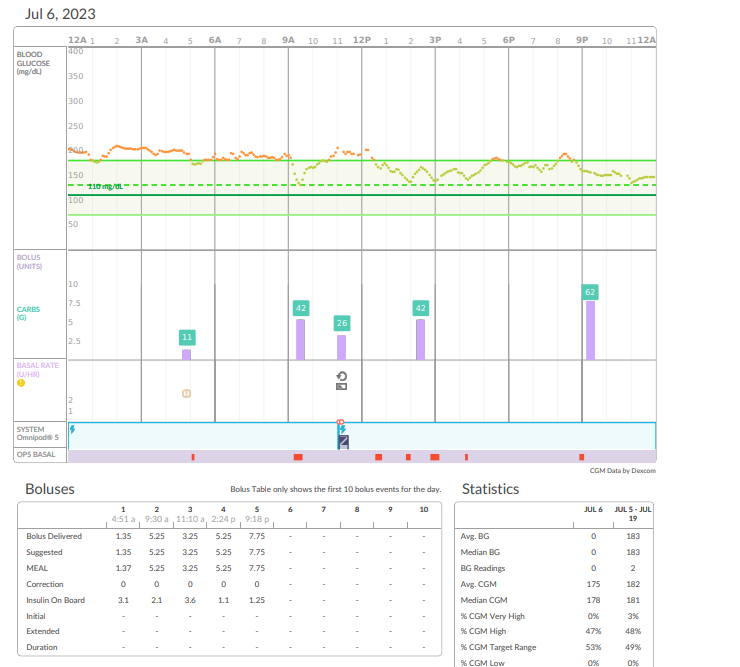 Jul 6, 2023
12A 1 2 3A 4 5 6A 7 8 9A 10 11 12P 1 2 3P 4 5 6P 7 8 9P 10 11 12A
BLOOD
GLUCOSE
(mg/dL)
400
350
300
250
200
150
110 mg/dL
100
50
BOLUS
(UNITS)
10
7.5
CARBS
(G)
5
2.5
11
42
26
42
62
BASAL RATE
(U/HR)
2
1
SYSTEM
Omnipod® 5
OP5 BASAL
CGM Data by Dexcom
Boluses
Bolus Table only shows the first 10 bolus events for the day.
1 2 3 4 5 6 7 8 9 10
4:51 a 9:30 a 11:10 a 2:24 p 9:18 p
Bolus Delivered 1.35 5.25 3.25 5.25 7.75 - - - - -
Suggested 1.35 5.25 3.25 5.25 7.75 - - - - -
MEAL 1.37 5.25 3.25 5.25 7.75 - - - - -
Correction 0 0 0 0 0 - - - - -
Insulin On Board 3.1 2.1 3.6 1.1 1.25 - - - - -
Initial - - - - - - - - - -
Extended - - - - - - - - - -
Duration - - - - - - - - - -
Statistics
JUL 6 JUL 5 - JUL
19
Avg. BG 0 183
Median BG 0 183
BG Readings 0 2
Avg. CGM 175 182
Median CGM 178 181
% CGM Very High 0% 3%
% CGM High 47% 48%
% CGM Target Range 53% 49%
% CGM Low 0% 0%